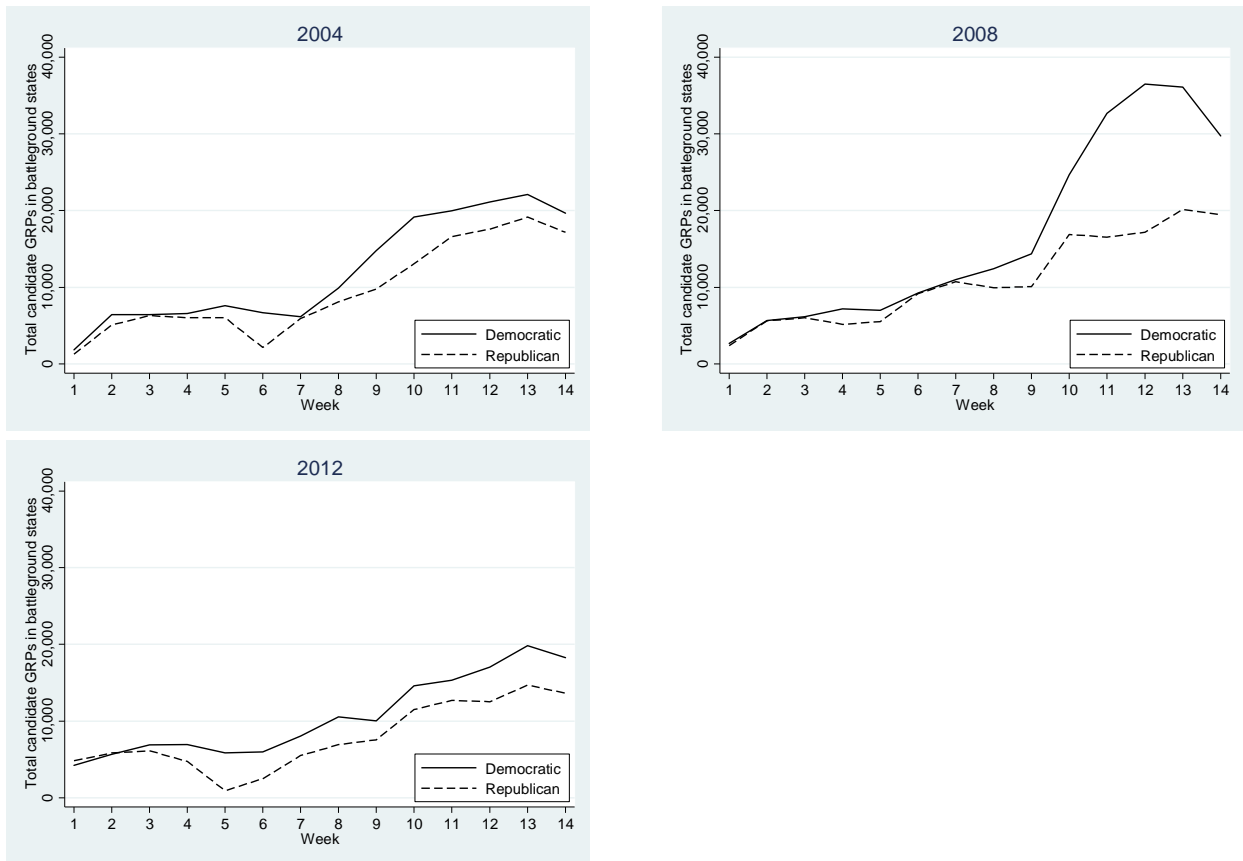 2004
Total candidate GRPs in battleground states
40,000
30,000
20,000
10,000
0
Democratic
Republican
1 2 3 4 5 6 7 8 9 10 11 12 13 14
Week
2008
Total candidate GRPs in battleground states
40,000
30,000
20,000
10,000
0
Democratic
Republican
1 2 3 4 5 6 7 8 9 10 11 12 13 14
Week
2012
Total candidate GRPs in battleground states
40,000
30,000
20,000
10,000
0
Democratic
Republican
1 2 3 4 5 6 7 8 9 10 11 12 13 14
Week